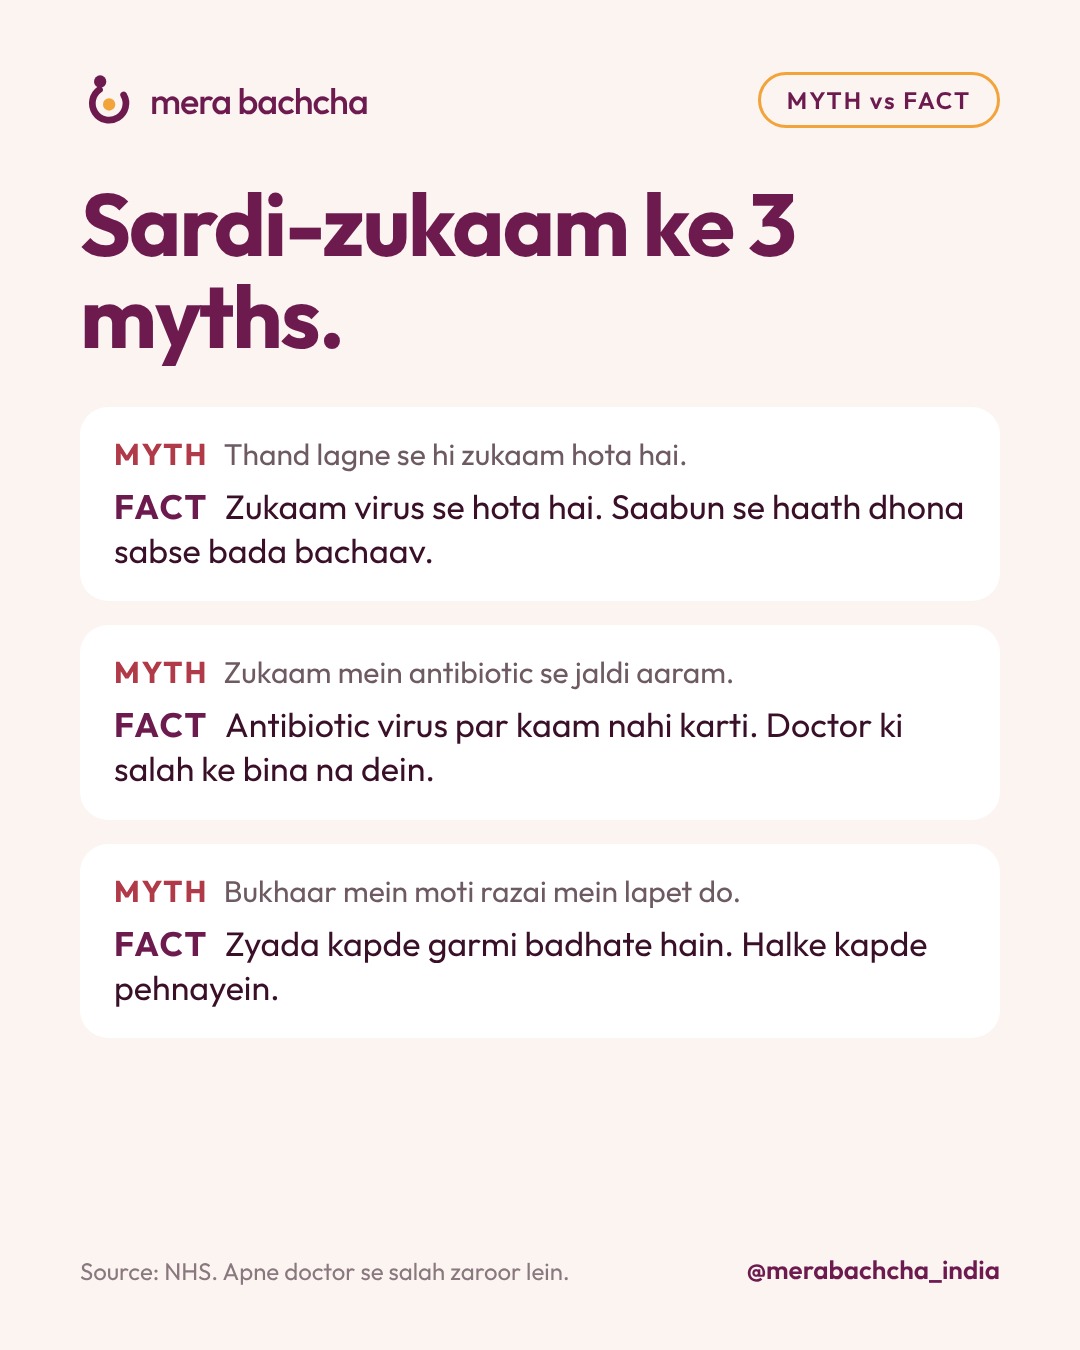 mera bachcha
MYTH vs FACT
Sardi-zukaam ke 3
myths.
MYTH Thand lagne se hi zukaam hota hai.
FACT Zukaam virus se hota hai. Saabun se haath dhona
sabse bada bachaav.
MYTH Zukaam mein antibiotic se jaldi aaram.
FACT Antibiotic virus par kaam nahi karti. Doctor ki
salah ke bina na dein.
MYTH Bukhaar mein moti razai mein lapet do.
FACT Zyada kapde garmi badhate hain. Halke kapde
pehnayein.
Source: NHS. Apne doctor se salah zaroor lein.
@merabachcha_india